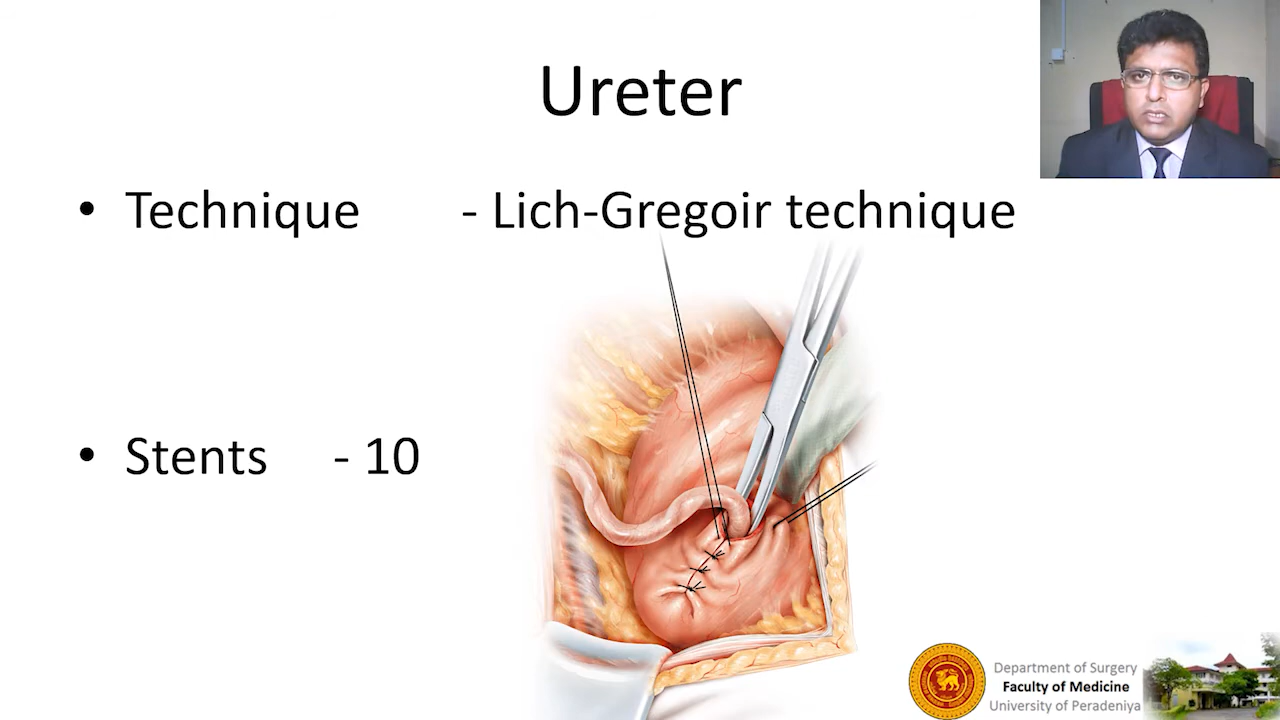 Ureter
• Technique - Lich-Gregoir technique
• Stents - 10
Department of Surgery
Faculty of Medicine
University of Peradeniya